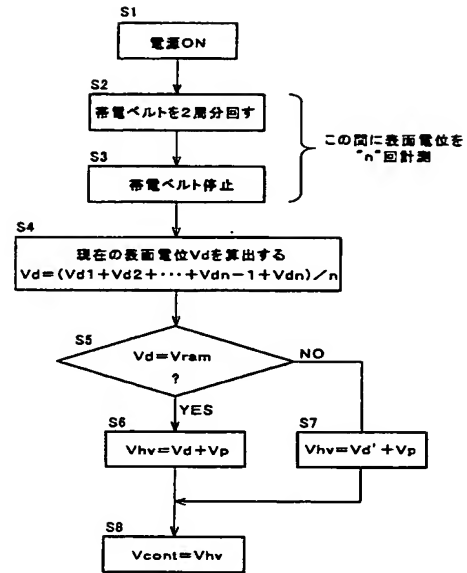 S1
電源ON
S2
帯電ベルトを2周分回す
S3
帯電ベルト停止
この間に表面電位を
"n"回計測
S4
現在の表面電位Vdを算出する
Vd=(Vd1+Vd2+···+Vdn-1+Vdn)/n
S5
Vd=Vram
?
NO
YES
S6
Vhv=Vd+Vp
S7
Vhv=Vd'+Vp
S8
Vcont=Vhv